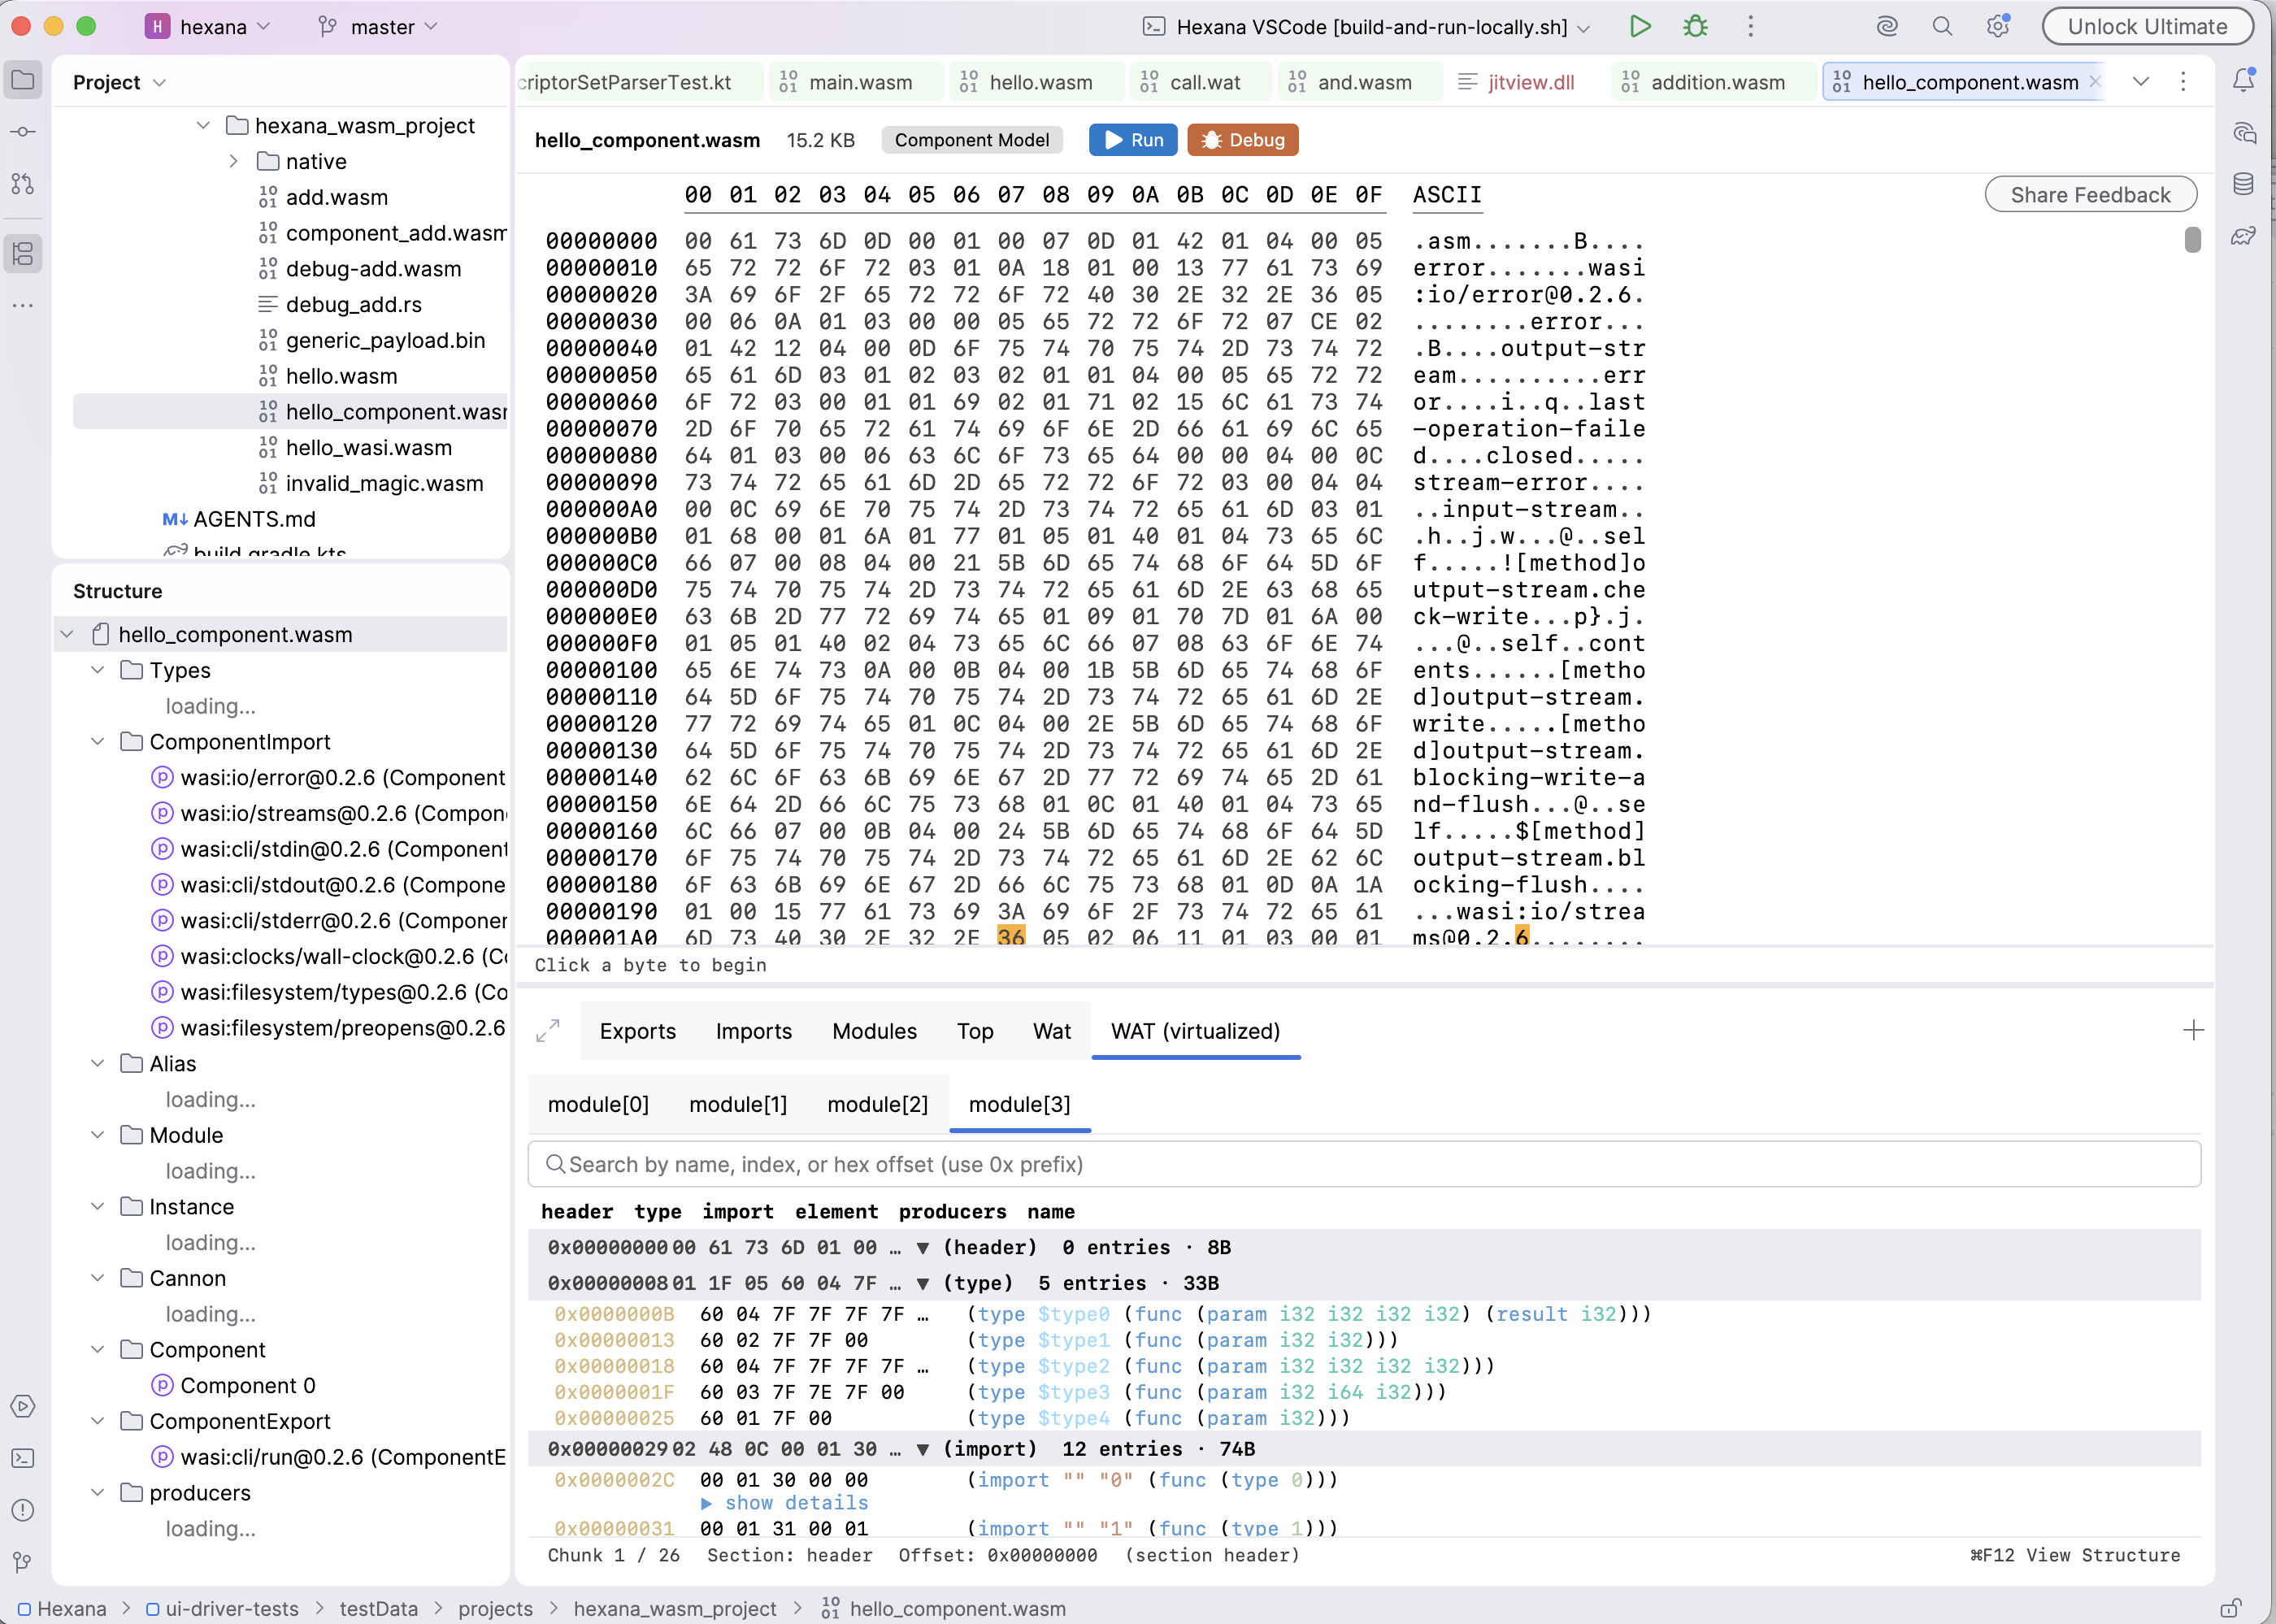 H hexana
master
Hexana VSCode [build-and-run-locally.sh]
Unlock Ultimate
Project
hexana_wasm_project
native
add.wasm
component_add.wasm
debug-add.wasm
debug_add.rs
generic_payload.bin
hello.wasm
hello_component.wasm
hello_wasi.wasm
invalid_magic.wasm
M↓ AGENTS.md
build.gradle.kts
Structure
hello_component.wasm
Types
loading...
ComponentImport
wasi:io/error@0.2.6 (Component
wasi:io/streams@0.2.6 (Compon
wasi:cli/stdin@0.2.6 (Component
wasi:cli/stdout@0.2.6 (Compone
wasi:cli/stderr@0.2.6 (Componen
wasi:clocks/wall-clock@0.2.6 (Co
wasi:filesystem/types@0.2.6 (Co
wasi:filesystem/preopens@0.2.6
Alias
loading...
Module
loading...
Instance
loading...
Cannon
loading...
Component
Component 0
ComponentExport
wasi:cli/run@0.2.6 (ComponentE
producers
loading...
criptorSetParserTest.kt main.wasm hello.wasm call.wat and.wasm jitview.dll addition.wasm hello_component.wasm
hello_component.wasm 15.2 KB Component Model Run Debug
00 01 02 03 04 05 06 07 08 09 0A 0B 0C 0D 0E 0F ASCII
Share Feedback
00000000 00 61 73 6D 0D 00 01 00 07 0D 01 42 01 04 00 05 .asm.......B....
00000010 65 72 72 6F 72 03 01 0A 18 01 00 13 77 61 73 69 error.......wasi
00000020 3A 69 6F 2F 65 72 72 6F 72 40 30 2E 32 2E 36 05 :io/error@0.2.6.
00000030 00 06 0A 01 03 00 00 05 65 72 72 6F 72 07 CE 02 ........error...
00000040 01 42 12 04 00 0D 6F 75 74 70 75 74 2D 73 74 72 .B....output-str
00000050 65 61 6D 03 01 02 03 02 01 01 04 00 05 65 72 72 eam..........err
00000060 6F 72 03 00 01 01 69 02 01 71 02 15 6C 61 73 74 or....i..q..last
00000070 2D 6F 70 65 72 61 74 69 6F 6E 2D 66 61 69 6C 65 -operation-faile
00000080 64 01 03 00 06 63 6C 6F 73 65 64 00 00 04 00 0C d....closed.....
00000090 73 74 72 65 61 6D 2D 65 72 72 6F 72 03 00 04 04 stream-error....
000000A0 00 0C 69 6E 70 75 74 2D 73 74 72 65 61 6D 03 01 ..input-stream..
000000B0 01 68 00 01 6A 01 77 01 05 01 40 01 04 73 65 6C .h..j.w...@..sel
000000C0 66 07 00 08 04 00 21 5B 6D 65 74 68 6F 64 5D 6F f.....![method]o
000000D0 75 74 70 75 74 2D 73 74 72 65 61 6D 2E 63 68 65 utput-stream.che
000000E0 63 6B 2D 77 72 69 74 65 01 09 01 70 7D 01 6A 00 ck-write...p}.j.
000000F0 01 05 01 40 02 04 73 65 6C 66 07 08 63 6F 6E 74 ...@..self..cont
00000100 65 6E 74 73 0A 00 0B 04 00 1B 5B 6D 65 74 68 6F ents......[metho
00000110 64 5D 6F 75 74 70 75 74 2D 73 74 72 65 61 6D 2E d]output-stream.
00000120 77 72 69 74 65 01 0C 04 00 2E 5B 6D 65 74 68 6F write.....[metho
00000130 64 5D 6F 75 74 70 75 74 2D 73 74 72 65 61 6D 2E d]output-stream.
00000140 62 6C 6F 63 6B 69 6E 67 2D 77 72 69 74 65 2D 61 blocking-write-a
00000150 6E 64 2D 66 6C 75 73 68 01 0C 01 40 01 04 73 65 nd-flush...@..se
00000160 6C 66 07 00 0B 04 00 24 5B 6D 65 74 68 6F 64 5D lf.....$[method]
00000170 6F 75 74 70 75 74 2D 73 74 72 65 61 6D 2E 62 6C output-stream.bl
00000180 6F 63 6B 69 6E 67 2D 66 6C 75 73 68 01 0D 0A 1A ocking-flush....
00000190 01 00 15 77 61 73 69 3A 69 6F 2F 73 74 72 65 61 ...wasi:io/strea
000001A0 6D 73 40 30 2E 32 2E 36 05 02 06 11 01 03 00 01 ms@0.2.6........
Click a byte to begin
Exports Imports Modules Top Wat WAT (virtualized)
module[0] module[1] module[2] module[3]
Search by name, index, or hex offset (use 0x prefix)
header type import element producers name
0x00000000 00 61 73 6D 01 00 … ▼ (header) 0 entries · 8B
0x00000008 01 1F 05 60 04 7F … ▼ (type) 5 entries · 33B
0x0000000B 60 04 7F 7F 7F 7F … (type $type0 (func (param i32 i32 i32 i32) (result i32)))
0x00000013 60 02 7F 7F 00 (type $type1 (func (param i32 i32)))
0x00000018 60 04 7F 7F 7F 7F … (type $type2 (func (param i32 i32 i32 i32)))
0x0000001F 60 03 7F 7E 7F 00 (type $type3 (func (param i32 i64 i32)))
0x00000025 60 01 7F 00 (type $type4 (func (param i32)))
0x00000029 02 48 0C 00 01 30 … ▼ (import) 12 entries · 74B
0x0000002C 00 01 30 00 00 (import "" "0" (func (type 0)))
▶ show details
0x00000031 00 01 31 00 01 (import "" "1" (func (type 1)))
Chunk 1 / 26 Section: header Offset: 0x00000000 (section header) ⌘F12 View Structure
Hexana > ui-driver-tests > testData > projects > hexana_wasm_project > hello_component.wasm